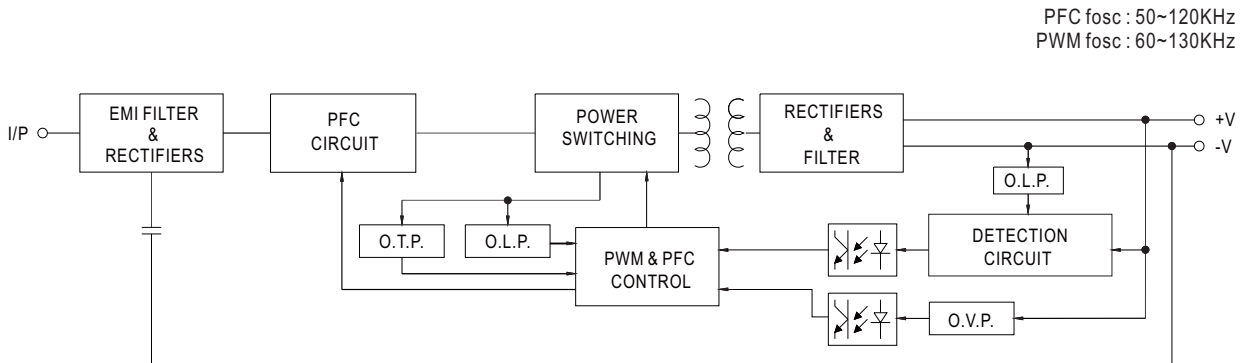 PFC fosc : 50~120KHz
PWM fosc : 60~130KHz
I/P
EMI FILTER
&
RECTIFIERS
PFC
CIRCUIT
POWER
SWITCHING
RECTIFIERS
&
FILTER
+V
-V
O.L.P.
O.T.P.
O.L.P.
PWM & PFC
CONTROL
DETECTION
CIRCUIT
O.V.P.